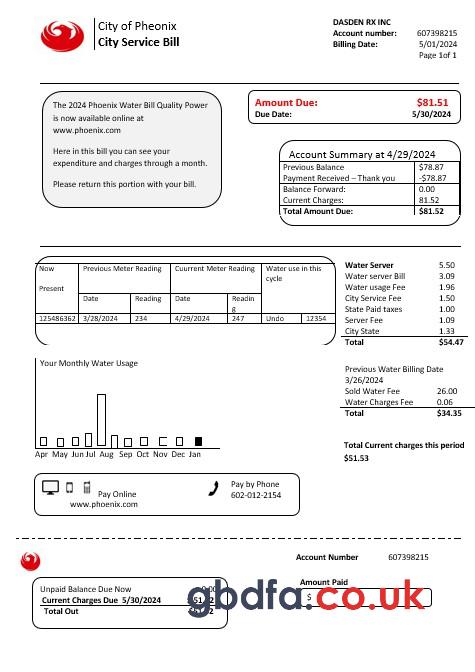 City of Pheonix
City Service Bill
DASDEN RX INC
Account number: 607398215
Billing Date: 5/01/2024
Page 1of 1
The 2024 Phoenix Water Bill Quality Power
is now available online at
www.phoenix.com
Here in this bill you can see your
expenditure and charges through a month.
Please return this portion with your bill.
Amount Due: $81.51
Due Date: 5/30/2024
Account Summary at 4/29/2024
Previous Balance $78.87
Payment Received – Thank you -$78.87
Balance Forward: 0.00
Current Charges: 81.52
Total Amount Due: $81.52
Now Previous Meter Reading Cuurrent Meter Reading Water use in this
cycle
Present
Date Reading Date Readin
g
125486362 3/28/2024 234 4/29/2024 247 Undo 12354
Water Server 5.50
Water server Bill 3.09
Water usage Fee 1.96
City Service Fee 1.50
State Paid taxes 1.00
Server Fee 1.09
City State 1.33
Total $54.47
Your Monthly Water Usage
Apr May Jun Jul Aug Sep Oct Nov Dec Jan
Previous Water Billing Date
3/26/2024
Sold Water Fee 26.00
Water Charges Fee 0.06
Total $34.35
Total Current charges this period
$51.53
Pay Online
www.phoenix.com
Pay by Phone
602-012-2154
Account Number 607398215
Unpaid Balance Due Now
Current Charges Due 5/30/2024
Total Out
Amount Paid
$
gbdfa.co.uk